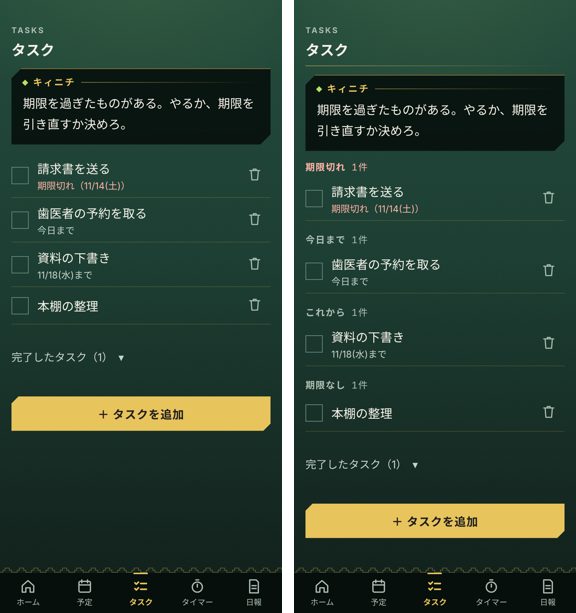 TASKS
タスク
キィニチ
期限を過ぎたものがある。やるか、期限を
引き直すか決めろ。
請求書を送る
期限切れ（11/14(土)）
歯医者の予約を取る
今日まで
資料の下書き
11/18(水)まで
本棚の整理
完了したタスク（1） ▼
＋ タスクを追加
ホーム 予定 タスク タイマー 日報
TASKS
タスク
キィニチ
期限を過ぎたものがある。やるか、期限を
引き直すか決めろ。
期限切れ 1件
請求書を送る
期限切れ（11/14(土)）
今日まで 1件
歯医者の予約を取る
今日まで
これから 1件
資料の下書き
11/18(水)まで
期限なし 1件
本棚の整理
完了したタスク（1） ▼
＋ タスクを追加
ホーム 予定 タスク タイマー 日報